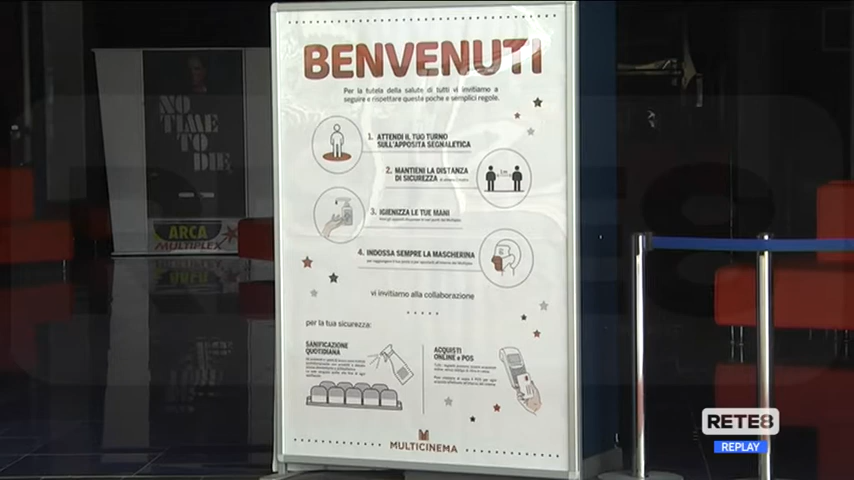 BENVENUTI
Per la tutela della salute di tutti vi invitiamo a
seguire e rispettare questa poche e semplici regole.
1. ATTENDI IL TUO TURNO
SULL'APPOSITA SEGNALETICA
2. MANTIENI LA DISTANZA
DI SICUREZZA
1 m
3. IGIENIZZA LE TUE MANI
4. INDOSSA SEMPRE LA MASCHERINA
vi invitiamo alla collaborazione
per la tua sicurezza:
SANIFICAZIONE
QUOTIDIANA
ACQUISTI
ONLINE e POS
MULTICINEMA
NO
TIME
TO
DIE
ARCA
MULTIPLEX
RETE8
REPLAY